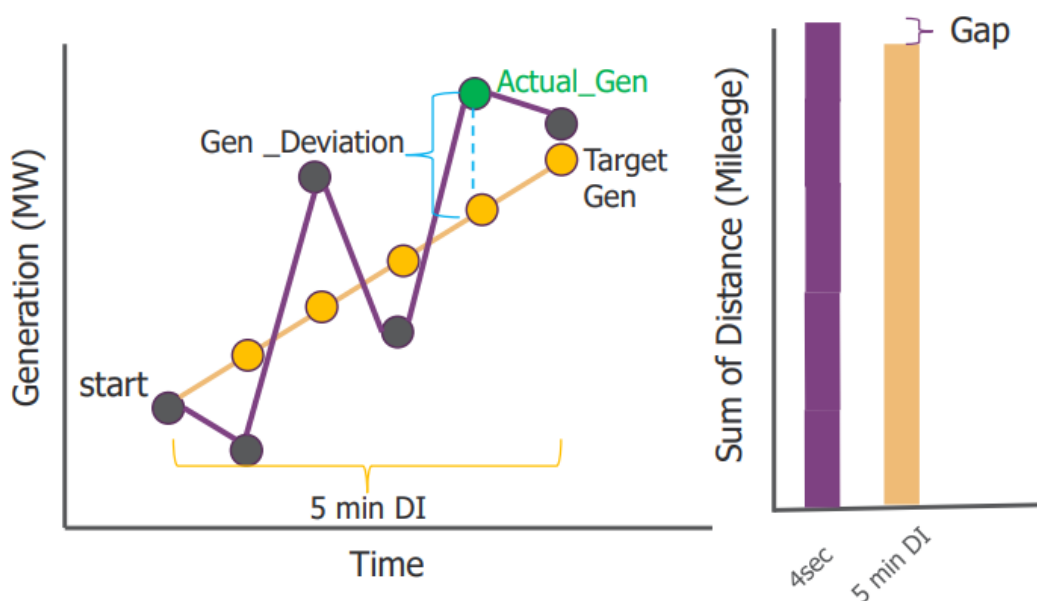 Generation (MW)
start
Gen _Deviation
Actual_Gen
Target
Gen
5 min DI
Time
Sum of Distance (Mileage)
Gap
4sec
5 min DI